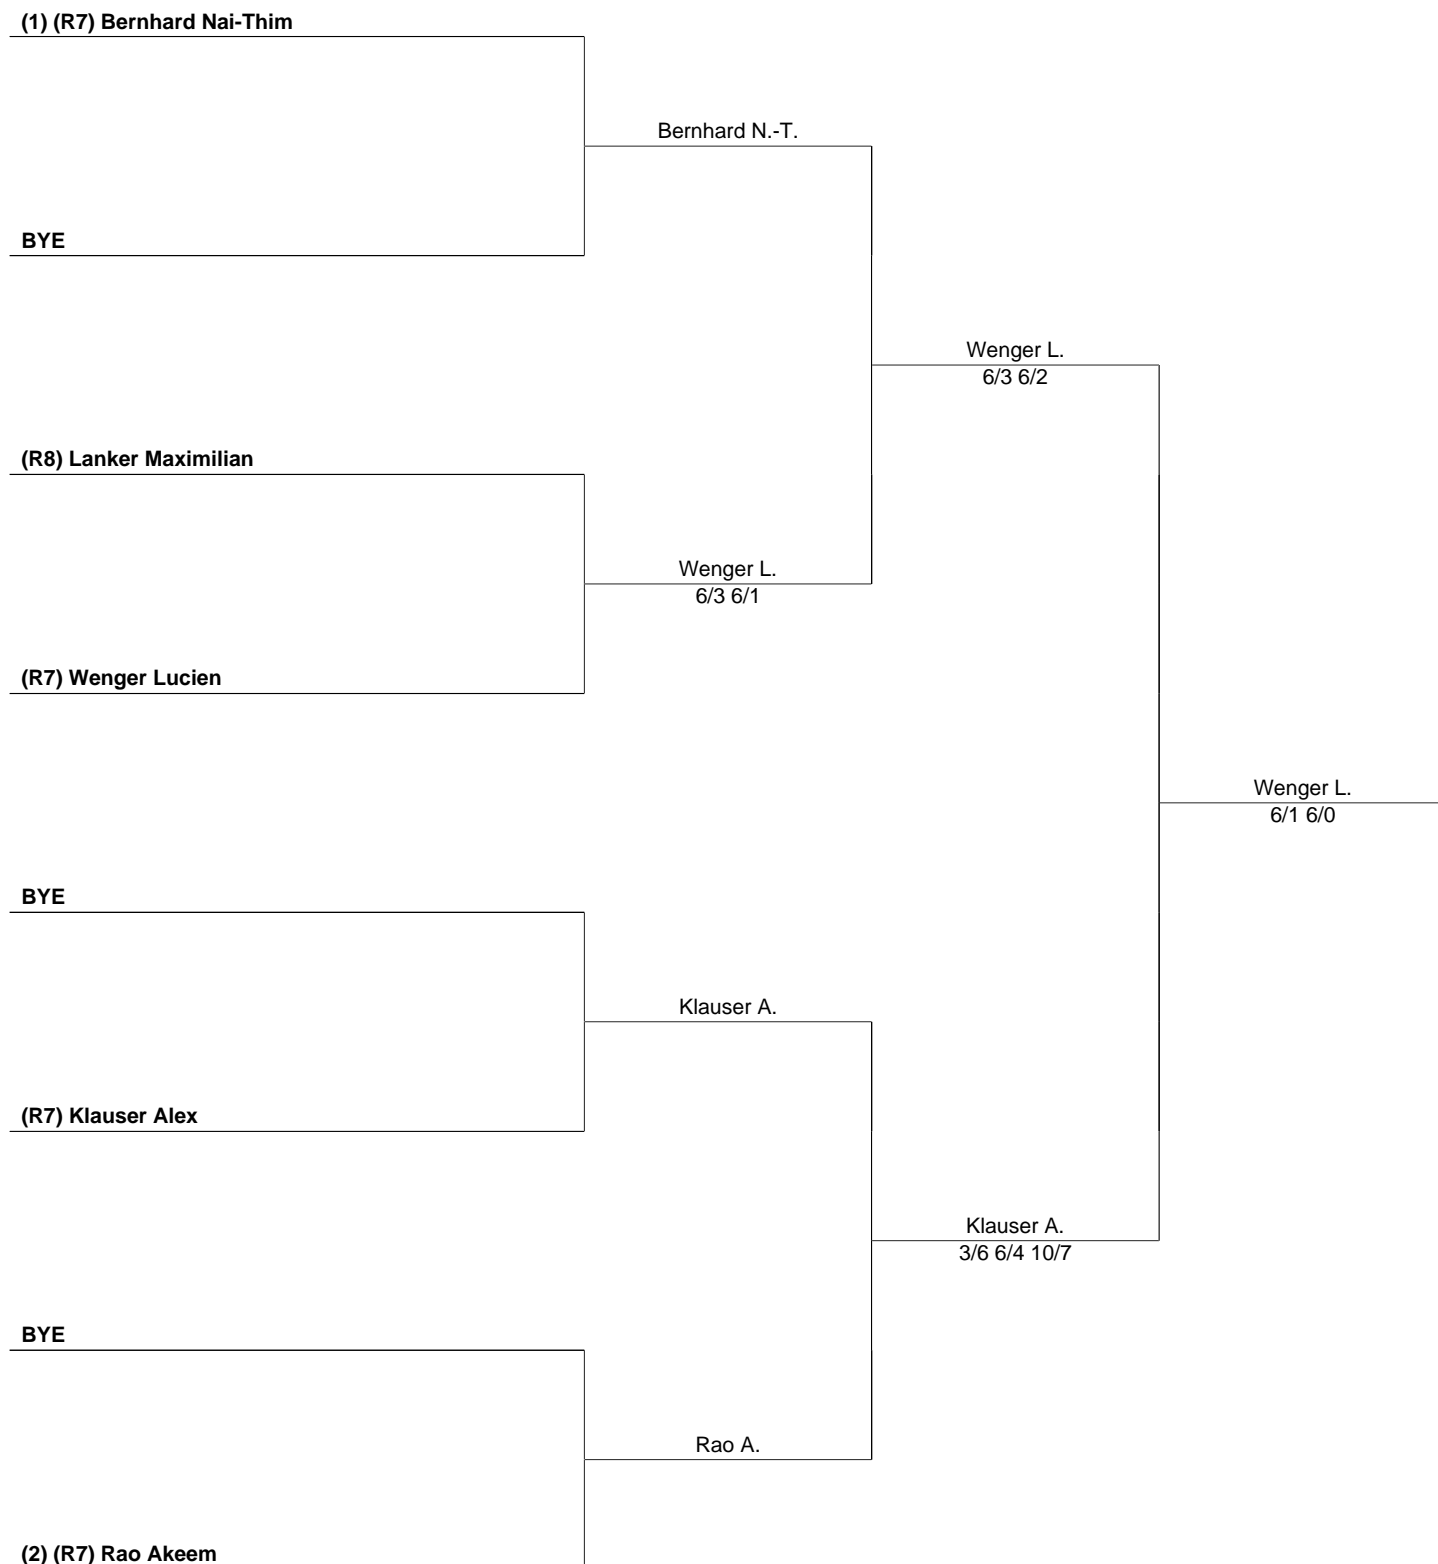 (1) (R7) Bernhard Nai-Thim
Bernhard N.-T.
BYE
Wenger L.
6/3 6/2
(R8) Lanker Maximilian
Wenger L.
6/3 6/1
(R7) Wenger Lucien
Wenger L.
6/1 6/0
BYE
Klauser A.
(R7) Klauser Alex
Klauser A.
3/6 6/4 10/7
BYE
Rao A.
(2) (R7) Rao Akeem